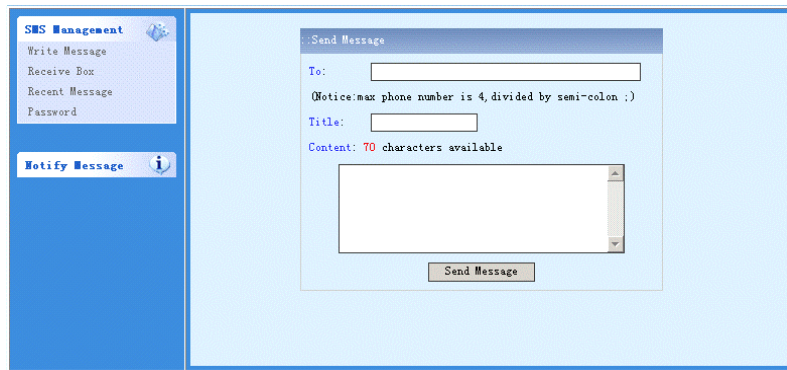 SMS Management
Write Message
Receive Box
Recent Message
Password
Notify Message
::Send Message
To:
(Notice:max phone number is 4,divided by semi-colon ;)
Title:
Content: 70 characters available
Send Message